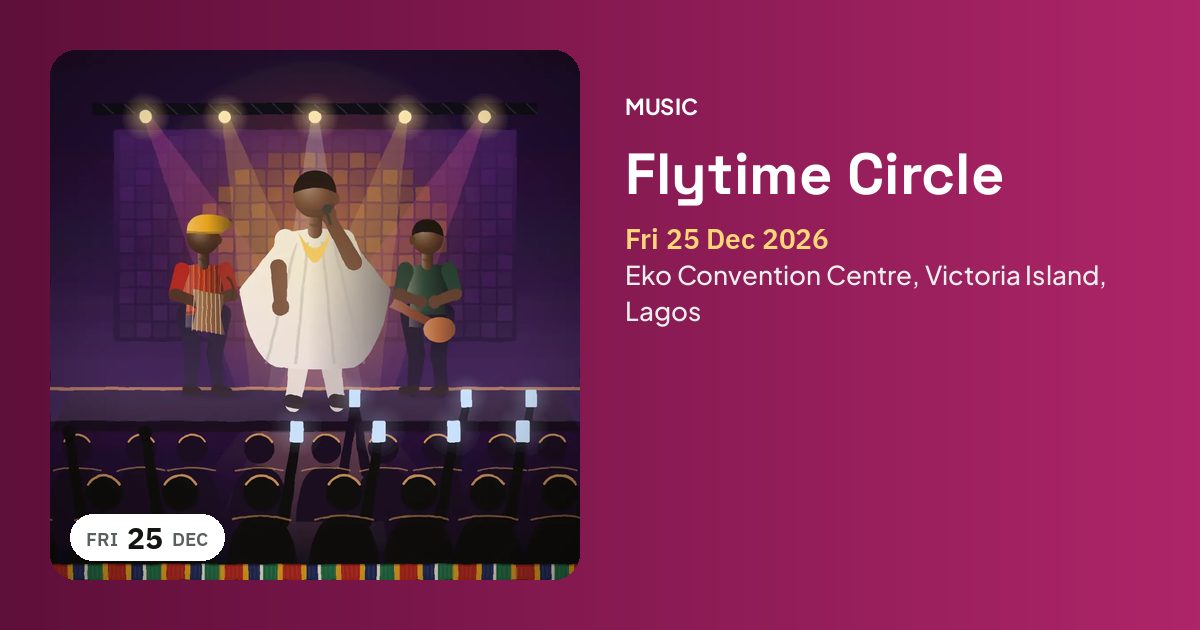 MUSIC
Flytime Circle
Fri 25 Dec 2026
Eko Convention Centre, Victoria Island,
Lagos
FRI 25 DEC